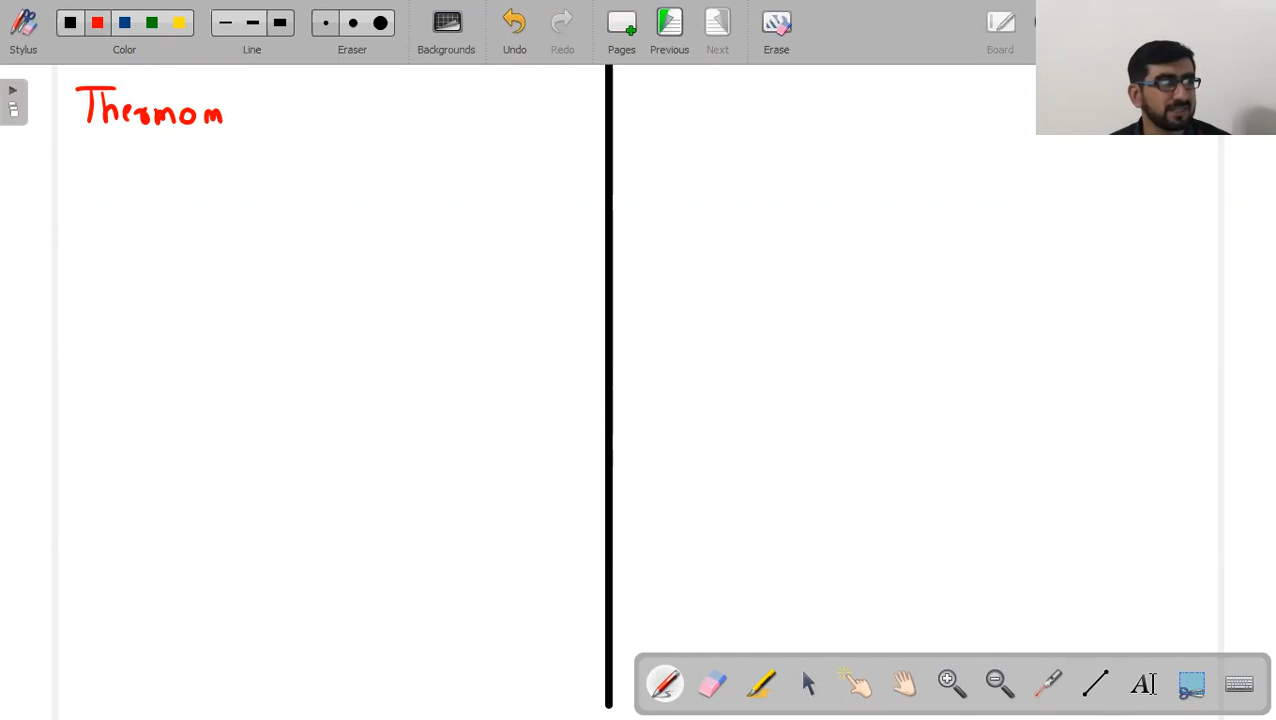 Stylus
Color
Line
Eraser
Backgrounds
Undo
Redo
Pages
Previous
Next
Erase
Board
Thermom